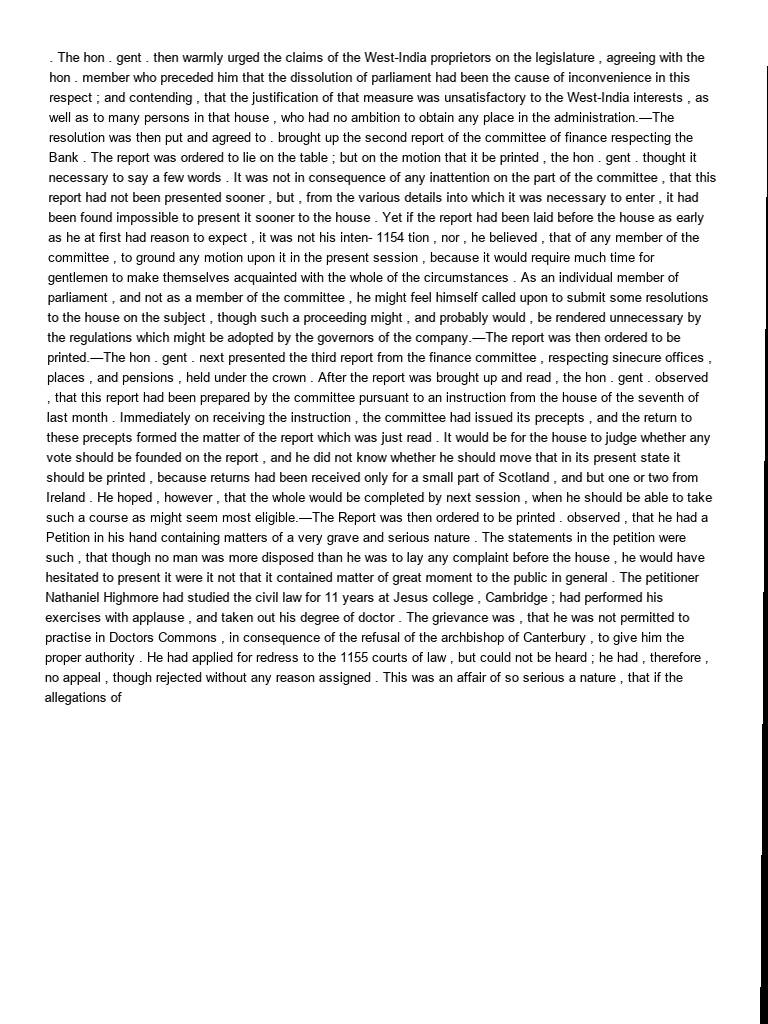 . The hon . gent . then warmly urged the claims of the West-India proprietors on the legislature , agreeing with the
hon . member who preceded him that the dissolution of parliament had been the cause of inconvenience in this
respect ; and contending , that the justification of that measure was unsatisfactory to the West-India interests , as
well as to many persons in that house , who had no ambition to obtain any place in the administration.—The
resolution was then put and agreed to . brought up the second report of the committee of finance respecting the
Bank . The report was ordered to lie on the table ; but on the motion that it be printed , the hon . gent . thought it
necessary to say a few words . It was not in consequence of any inattention on the part of the committee , that this
report had not been presented sooner , but , from the various details into which it was necessary to enter , it had
been found impossible to present it sooner to the house . Yet if the report had been laid before the house as early
as he at first had reason to expect , it was not his inten- 1154 tion , nor , he believed , that of any member of the
committee , to ground any motion upon it in the present session , because it would require much time for
gentlemen to make themselves acquainted with the whole of the circumstances . As an individual member of
parliament , and not as a member of the committee , he might feel himself called upon to submit some resolutions
to the house on the subject , though such a proceeding might , and probably would , be rendered unnecessary by
the regulations which might be adopted by the governors of the company.—The report was then ordered to be
printed.—The hon . gent . next presented the third report from the finance committee , respecting sinecure offices ,
places , and pensions , held under the crown . After the report was brought up and read , the hon . gent . observed
, that this report had been prepared by the committee pursuant to an instruction from the house of the seventh of
last month . Immediately on receiving the instruction , the committee had issued its precepts , and the return to
these precepts formed the matter of the report which was just read . It would be for the house to judge whether any
vote should be founded on the report , and he did not know whether he should move that in its present state it
should be printed , because returns had been received only for a small part of Scotland , and but one or two from
Ireland . He hoped , however , that the whole would be completed by next session , when he should be able to take
such a course as might seem most eligible.—The Report was then ordered to be printed . observed , that he had a
Petition in his hand containing matters of a very grave and serious nature . The statements in the petition were
such , that though no man was more disposed than he was to lay any complaint before the house , he would have
hesitated to present it were it not that it contained matter of great moment to the public in general . The petitioner
Nathaniel Highmore had studied the civil law for 11 years at Jesus college , Cambridge ; had performed his
exercises with applause , and taken out his degree of doctor . The grievance was , that he was not permitted to
practise in Doctors Commons , in consequence of the refusal of the archbishop of Canterbury , to give him the
proper authority . He had applied for redress to the 1155 courts of law , but could not be heard ; he had , therefore ,
no appeal , though rejected without any reason assigned . This was an affair of so serious a nature , that if the
allegations of